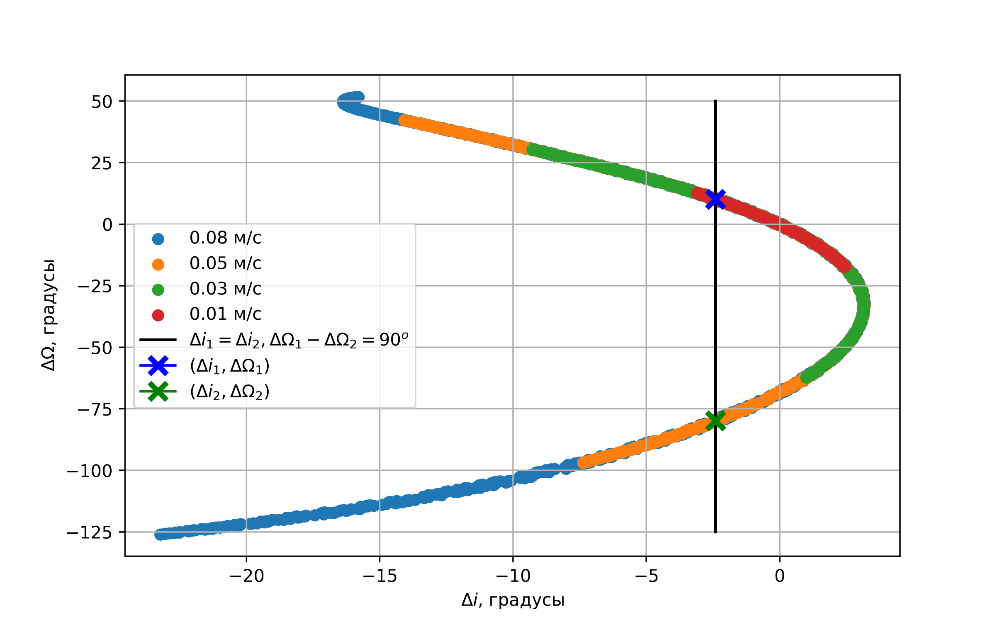 50
25
0
−25
−50
−75
−100
−125
ΔΩ, градусы
0.08 м/с
0.05 м/с
0.03 м/с
0.01 м/с
Δi₁ = Δi₂, ΔΩ₁ − ΔΩ₂ = 90ᵒ
(Δi₁, ΔΩ₁)
(Δi₂, ΔΩ₂)
−20 −15 −10 −5 0
Δi, градусы